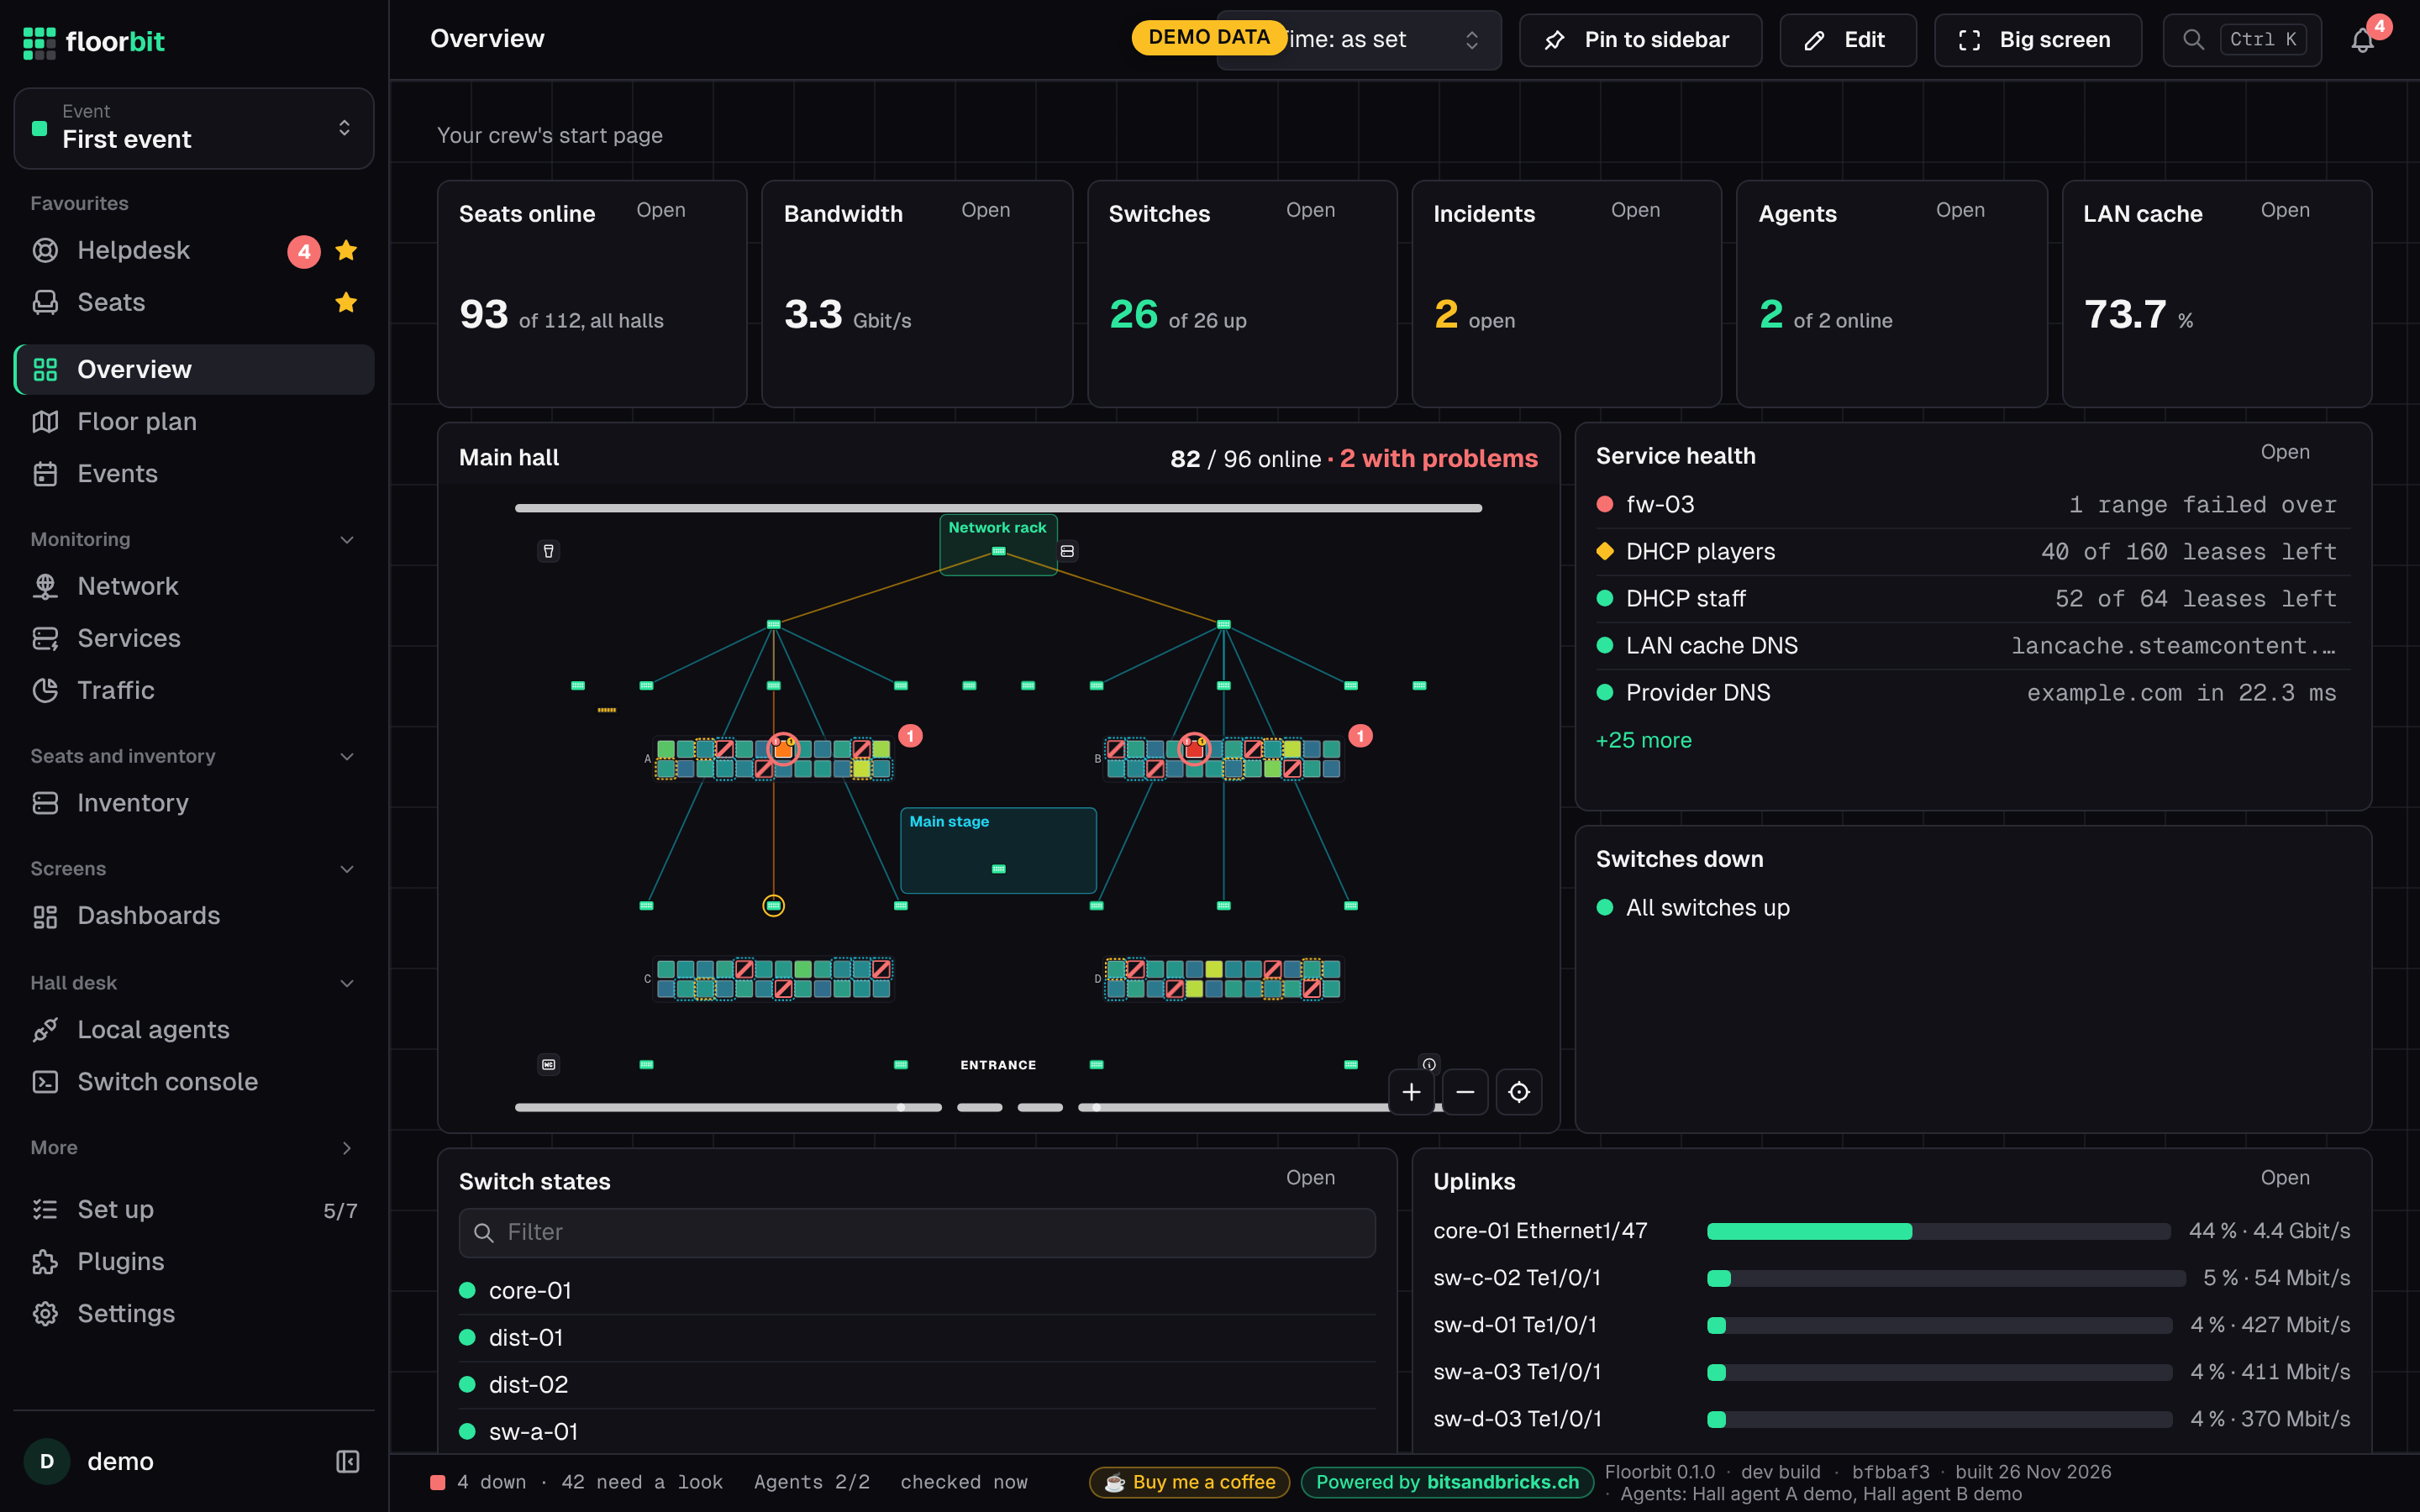 floorbit
Event
First event
Favourites
Helpdesk 4
Seats
Overview
Floor plan
Events
Monitoring
Network
Services
Traffic
Seats and inventory
Inventory
Screens
Dashboards
Hall desk
Local agents
Switch console
More
Set up 5/7
Plugins
Settings
D demo
Overview
DEMO DATA
ime: as set
Pin to sidebar
Edit
Big screen
Ctrl K
4
Your crew's start page
Seats online Open
93 of 112, all halls
Bandwidth Open
3.3 Gbit/s
Switches Open
26 of 26 up
Incidents Open
2 open
Agents Open
2 of 2 online
LAN cache Open
73.7 %
Main hall
82 / 96 online · 2 with problems
Network rack
A
1
B
1
Main stage
C
D
WC
ENTRANCE
Service health Open
fw-03 1 range failed over
DHCP players 40 of 160 leases left
DHCP staff 52 of 64 leases left
LAN cache DNS lancache.steamcontent.…
Provider DNS example.com in 22.3 ms
+25 more
Switches down
All switches up
Switch states Open
Filter
core-01
dist-01
dist-02
sw-a-01
Uplinks Open
core-01 Ethernet1/47 44 % · 4.4 Gbit/s
sw-c-02 Te1/0/1 5 % · 54 Mbit/s
sw-d-01 Te1/0/1 4 % · 427 Mbit/s
sw-a-03 Te1/0/1 4 % · 411 Mbit/s
sw-d-03 Te1/0/1 4 % · 370 Mbit/s
4 down · 42 need a look Agents 2/2 checked now
Buy me a coffee
Powered by bitsandbricks.ch
Floorbit 0.1.0 · dev build · bfbbaf3 · built 26 Nov 2026
· Agents: Hall agent A demo, Hall agent B demo